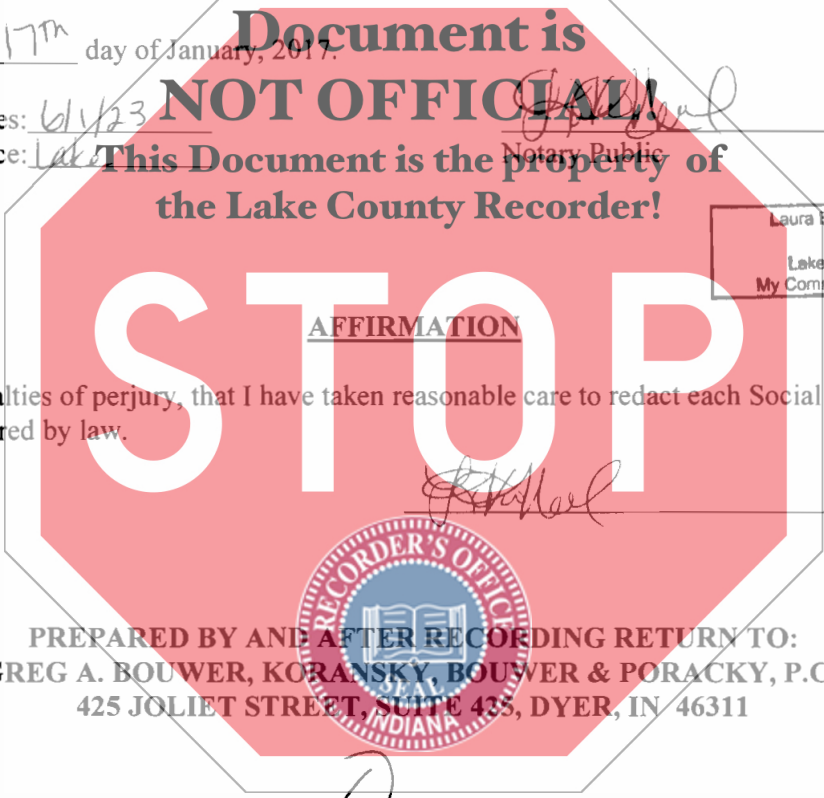 Document is
17th day of January, 2017.
NOT OFFICIAL!
es: 6/1/23
ce: Lake
Notary Public
This Document is the property of
the Lake County Recorder!
Laura
Lake
My Com
STOP
AFFIRMATION
alties of perjury, that I have taken reasonable care to redact each Social
red by law.
RECORDER'S OFFICE
SEAL
INDIANA
PREPARED BY AND AFTER RECORDING RETURN TO:
GREG A. BOUWER, KORANSKY, BOUWER & PORACKY, P.C
425 JOLIET STREET, SUITE 425, DYER, IN 46311